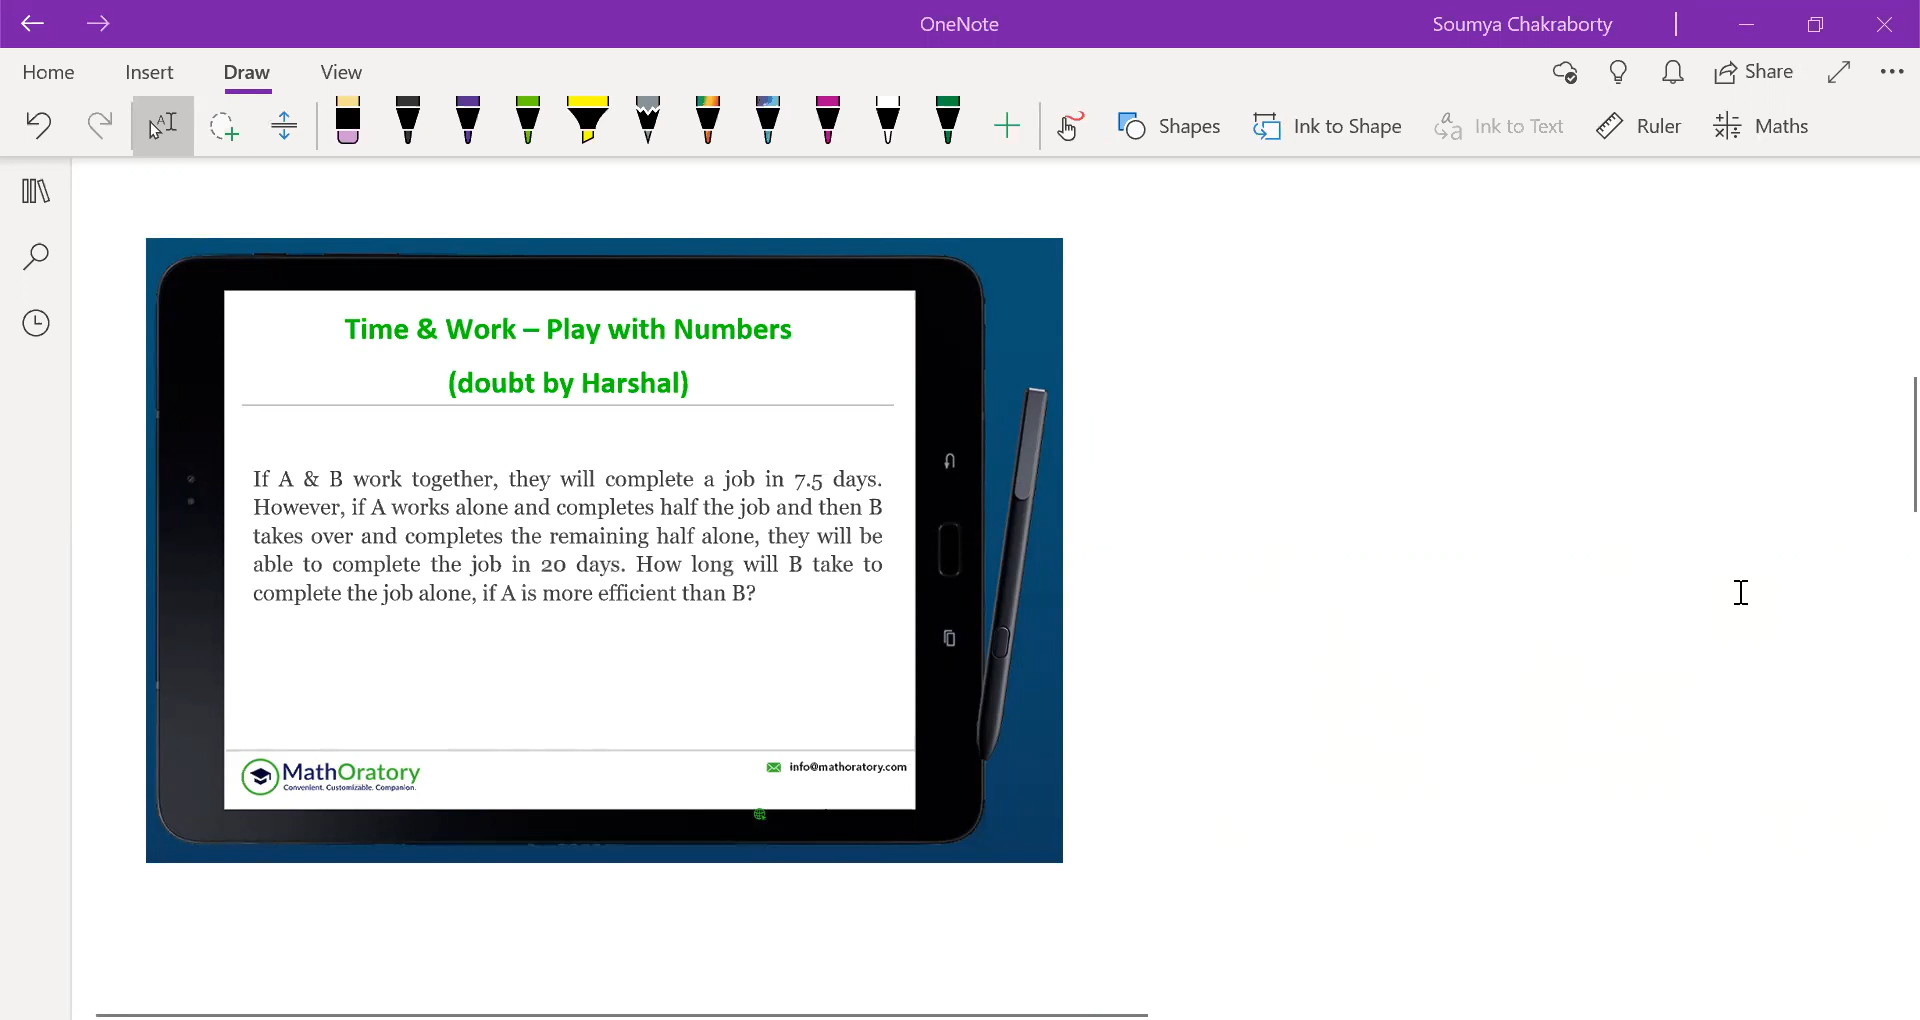 OneNote
Soumya Chakraborty
Home Insert Draw View
Share
Shapes Ink to Shape Ink to Text Ruler Maths
Time & Work – Play with Numbers
(doubt by Harshal)
If A & B work together, they will complete a job in 7.5 days.
However, if A works alone and completes half the job and then B
takes over and completes the remaining half alone, they will be
able to complete the job in 20 days. How long will B take to
complete the job alone, if A is more efficient than B?
MathOratory
Convenient. Customizable. Companion.
info@mathoratory.com